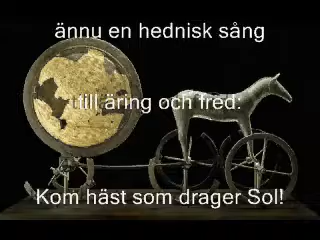 ännu en hednisk sång
till äring och fred:
Kom häst som drager Sol!